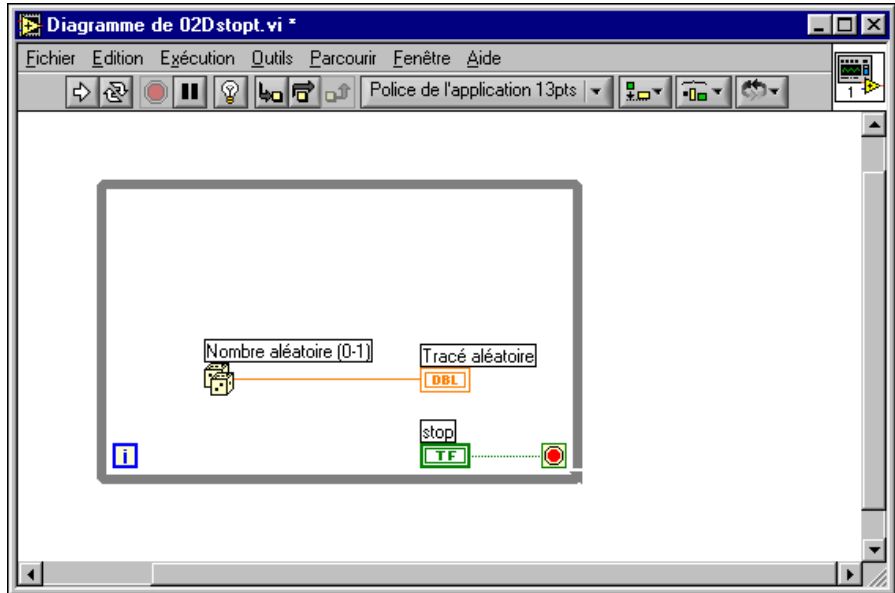 Diagramme de 02Dstopt.vi *
Fichier Edition Exécution Outils Parcourir Fenêtre Aide
Police de l'application 13pts
1
Nombre aléatoire (0-1)
Tracé aléatoire
DBL
stop
i
TF